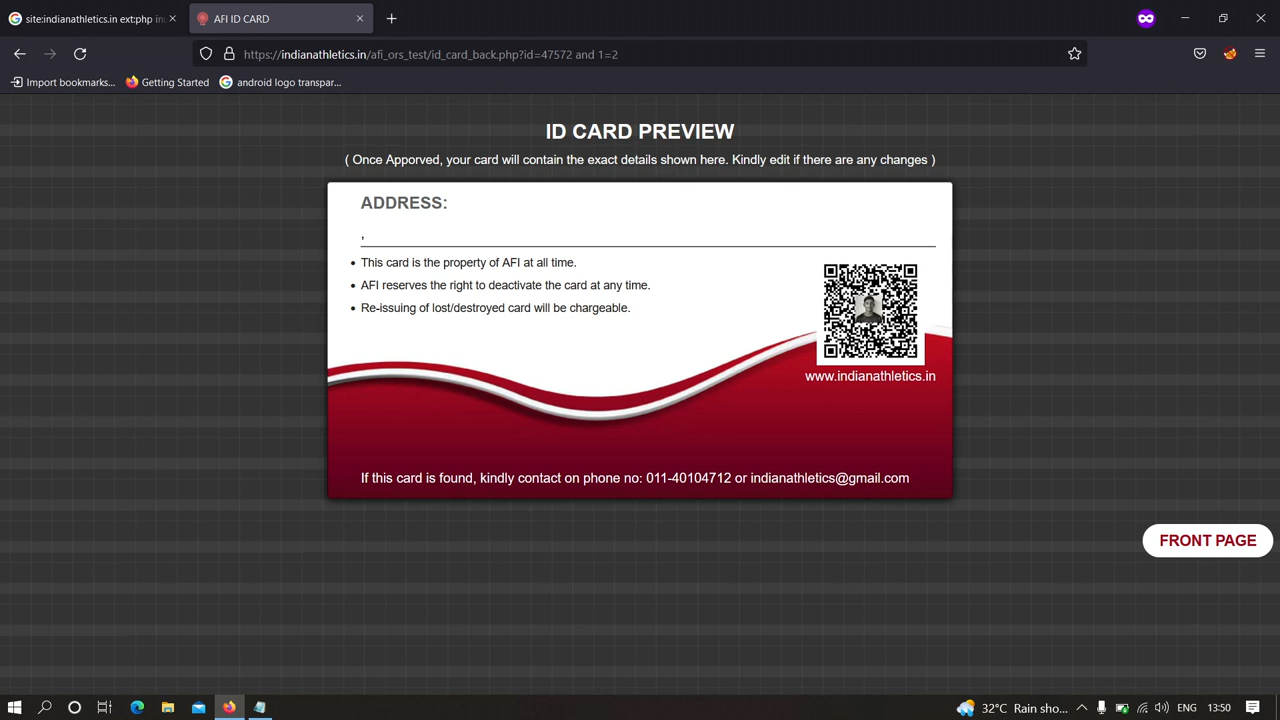 site:indianathletics.in ext:php in
AFI ID CARD
https://indianathletics.in/afi_ors_test/id_card_back.php?id=47572 and 1=2
Import bookmarks...
Getting Started
android logo transpar...
ID CARD PREVIEW
( Once Apporved, your card will contain the exact details shown here. Kindly edit if there are any changes )
ADDRESS:
,
• This card is the property of AFI at all time.
• AFI reserves the right to deactivate the card at any time.
• Re-issuing of lost/destroyed card will be chargeable.
www.indianathletics.in
If this card is found, kindly contact on phone no: 011-40104712 or indianathletics@gmail.com
FRONT PAGE
32°C Rain sho...
ENG
13:50